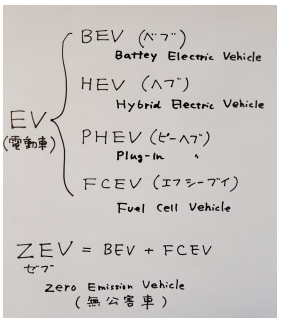 BEV (ベブ)
Battey Electric Vehicle
HEV (ヘブ)
Hybrid Electric Vehicle
EV
(電動車)
PHEV (ピーヘブ)
Plug-In 〃
FCEV (エフシーブイ)
Fuel Cell Vehicle
ZEV = BEV + FCEV
ゼブ
Zero Emission Vehicle
(無公害車)